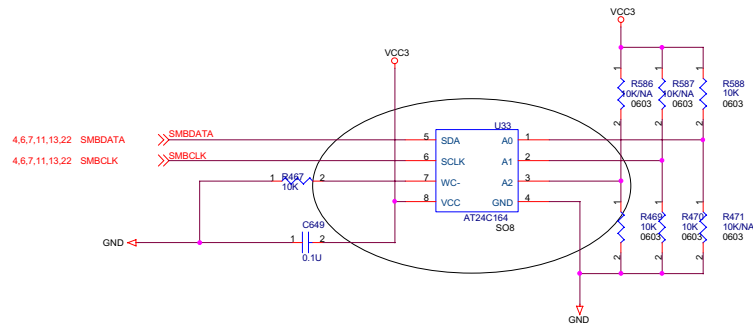 VCC3
VCC3
1 1 1
R586 R587 R588
10K/NA 10K/NA 10K
0603 0603 0603
2 2 2
U33
4,6,7,11,13,22 SMBDATA SMBDATA 5 SDA A0 1
4,6,7,11,13,22 SMBCLK SMBCLK 6 SCLK A1 2
1 R467 2 7 WC- A2 3
10K
8 VCC GND 4
AT24C164
SO8
1 1 1
R469 R470 R471
10K 10K 10K/NA
0603 0603 0603
2 2 2
C649
GND 1 2
0.1U
GND